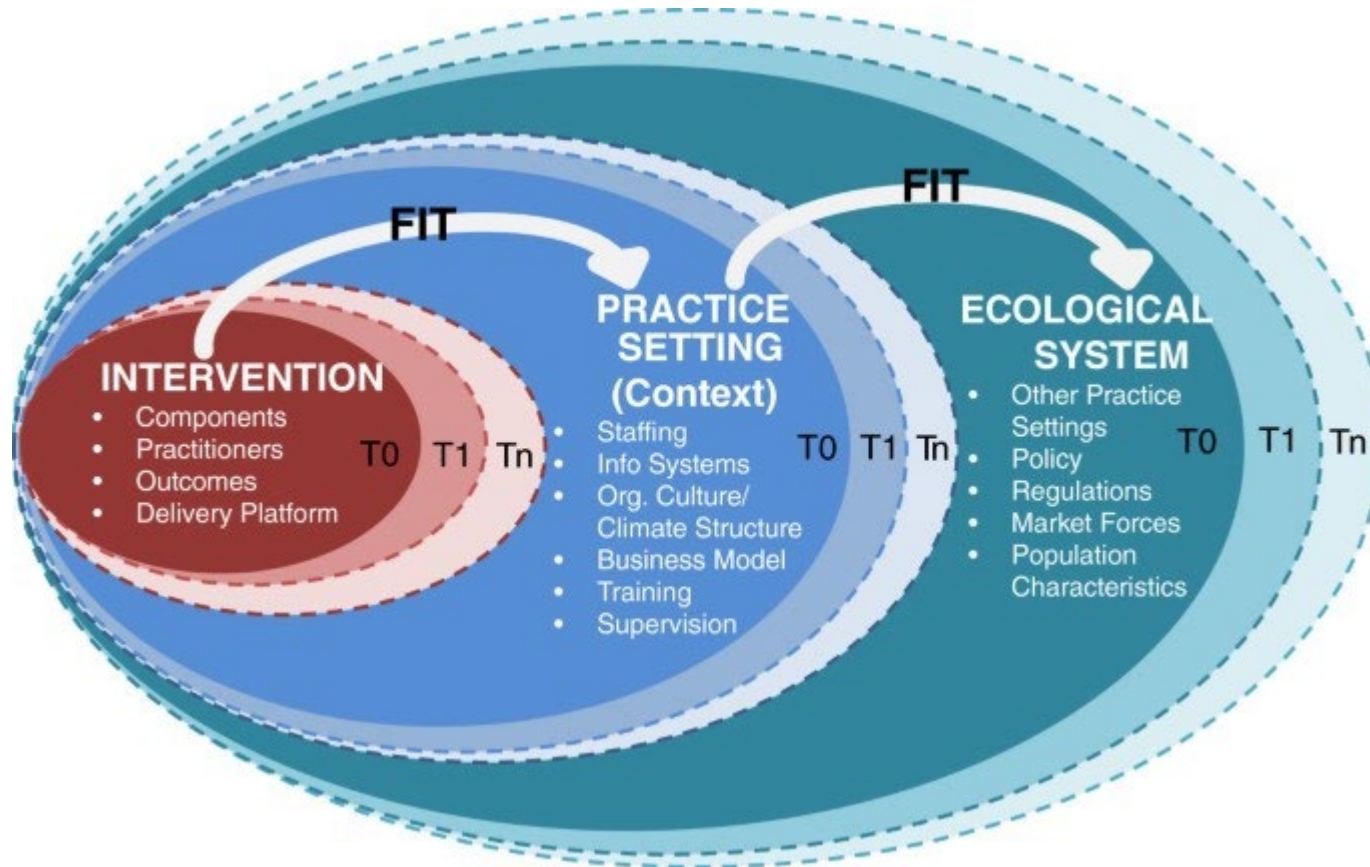 FIT
FIT
INTERVENTION
• Components
• Practitioners
• Outcomes
• Delivery Platform
T0
T1
Tn
PRACTICE
SETTING
(Context)
• Staffing
• Info Systems
• Org. Culture/
Climate Structure
• Business Model
• Training
• Supervision
T0
T1
Tn
ECOLOGICAL
SYSTEM
• Other Practice
Settings
• Policy
• Regulations
• Market Forces
• Population
Characteristics
T0
T1
Tn